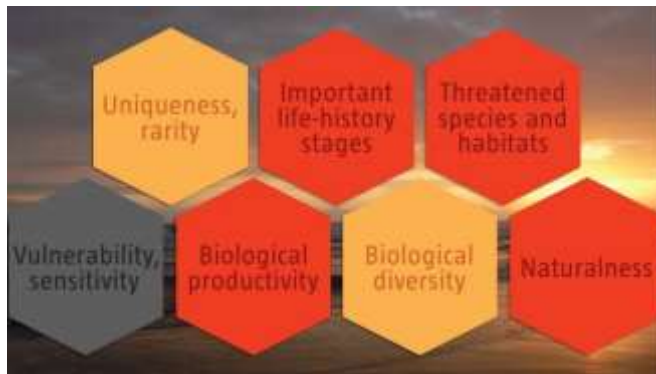 Uniqueness,
rarity
Important
life-history
stages
Threatened
species and
habitats
Vulnerability,
sensitivity
Biological
productivity
Biological
diversity
Naturalness